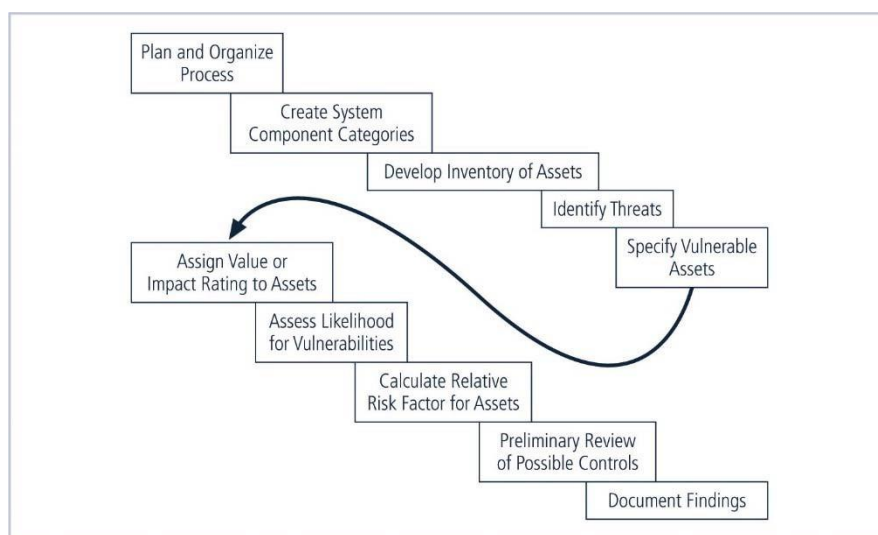 Plan and Organize
Process
Create System
Component Categories
Develop Inventory of Assets
Identify Threats
Specify Vulnerable
Assets
Assign Value or
Impact Rating to Assets
Assess Likelihood
for Vulnerabilities
Calculate Relative
Risk Factor for Assets
Preliminary Review
of Possible Controls
Document Findings